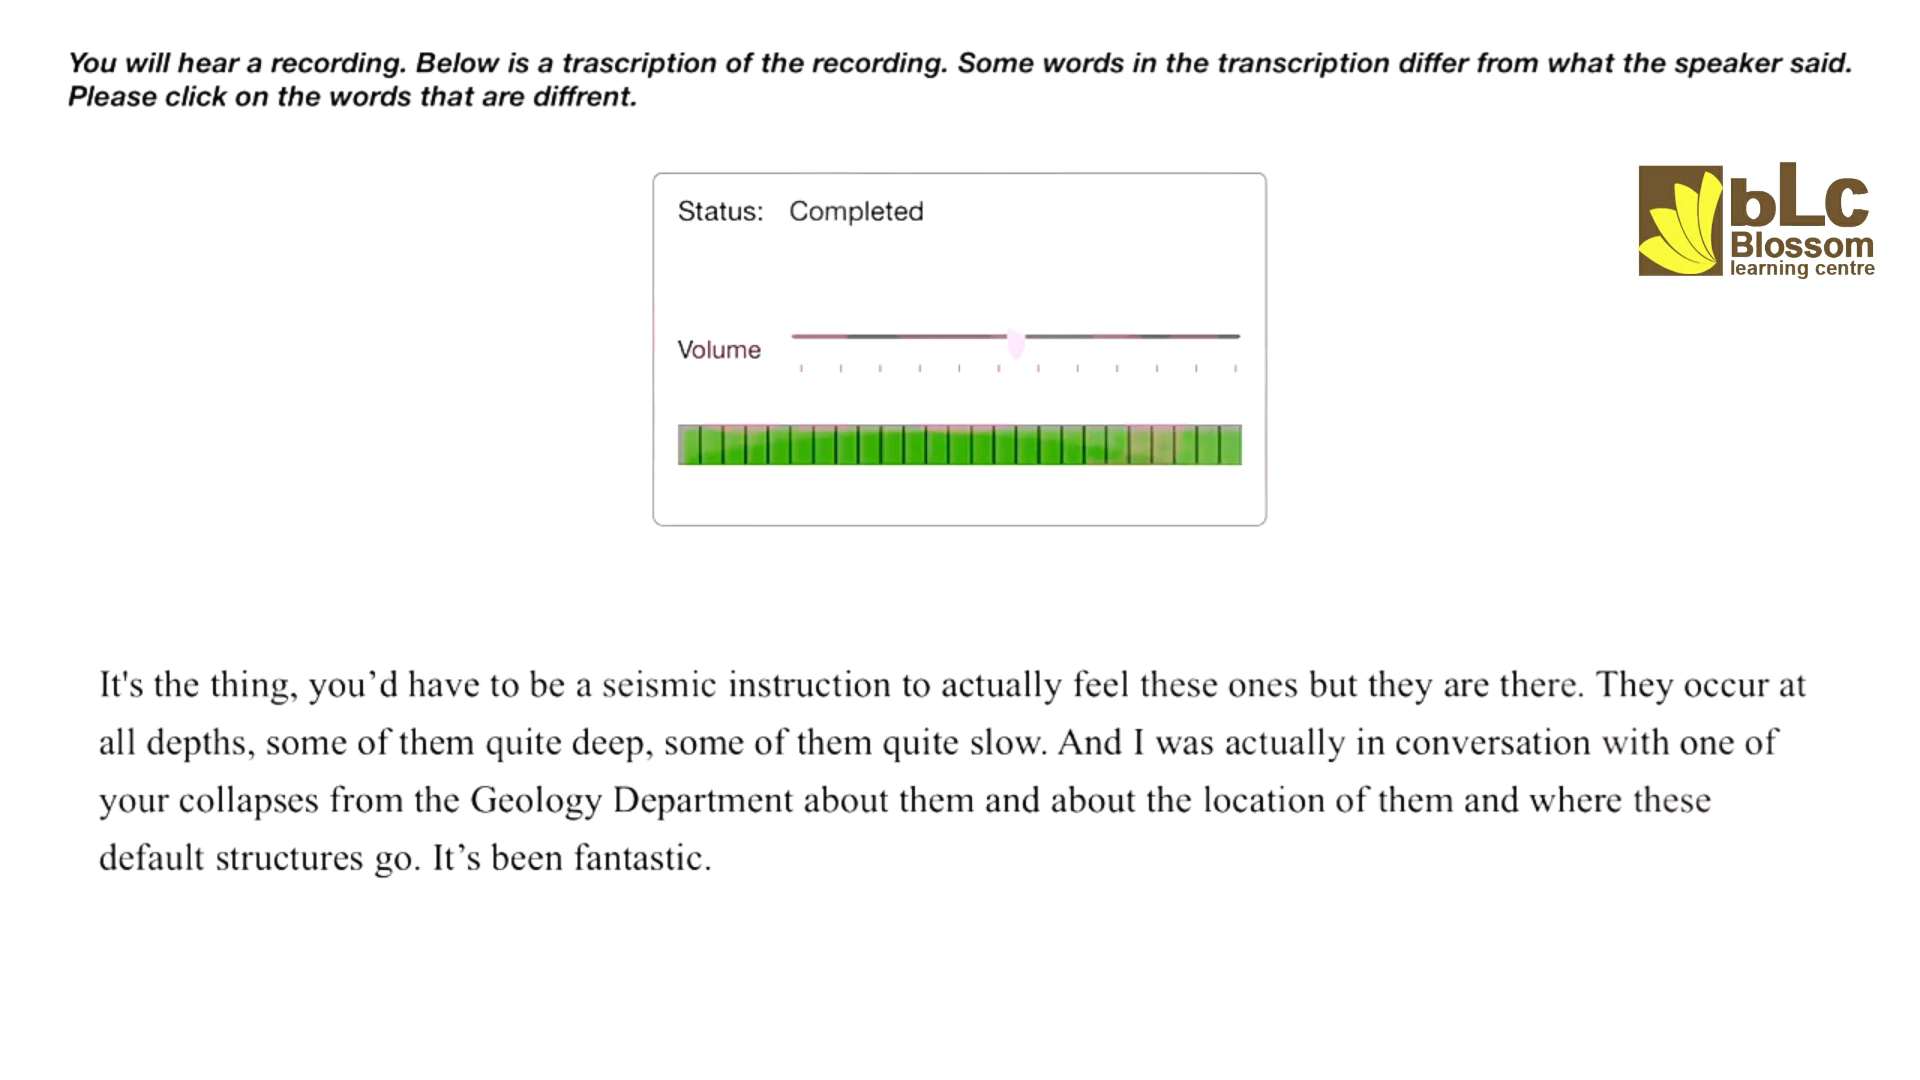 You will hear a recording. Below is a trascription of the recording. Some words in the transcription differ from what the speaker said.
Please click on the words that are diffrent.
Status: Completed
bLc
Blossom
learning centre
Volume
It's the thing, you’d have to be a seismic instruction to actually feel these ones but they are there. They occur at
all depths, some of them quite deep, some of them quite slow. And I was actually in conversation with one of
your collapses from the Geology Department about them and about the location of them and where these
default structures go. It’s been fantastic.